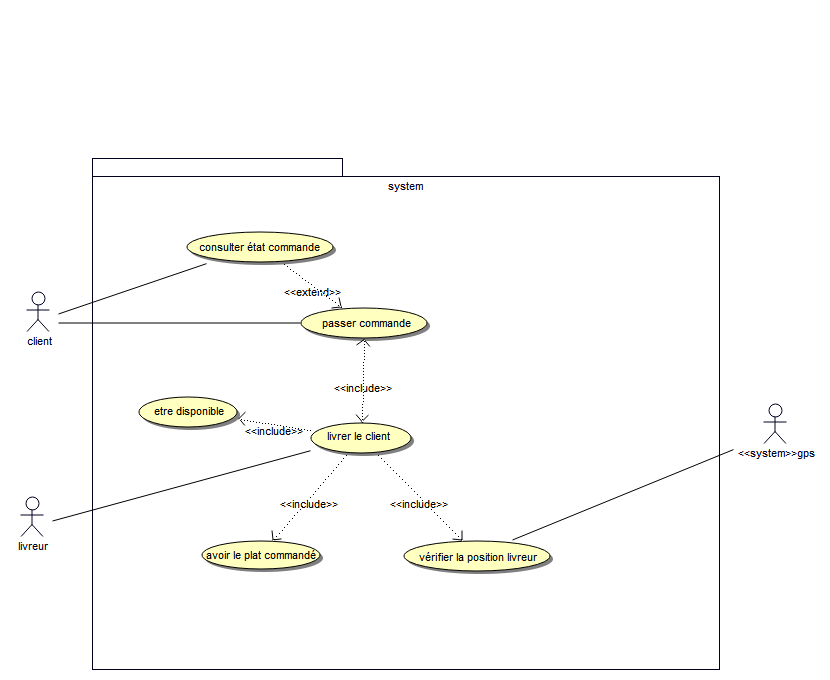 system
consulter état commande
<<extend>>
client
passer commande
<<include>>
etre disponible
<<include>>
livrer le client
<<system>>gps
<<include>>
<<include>>
livreur
avoir le plat commandé
vérifier la position livreur